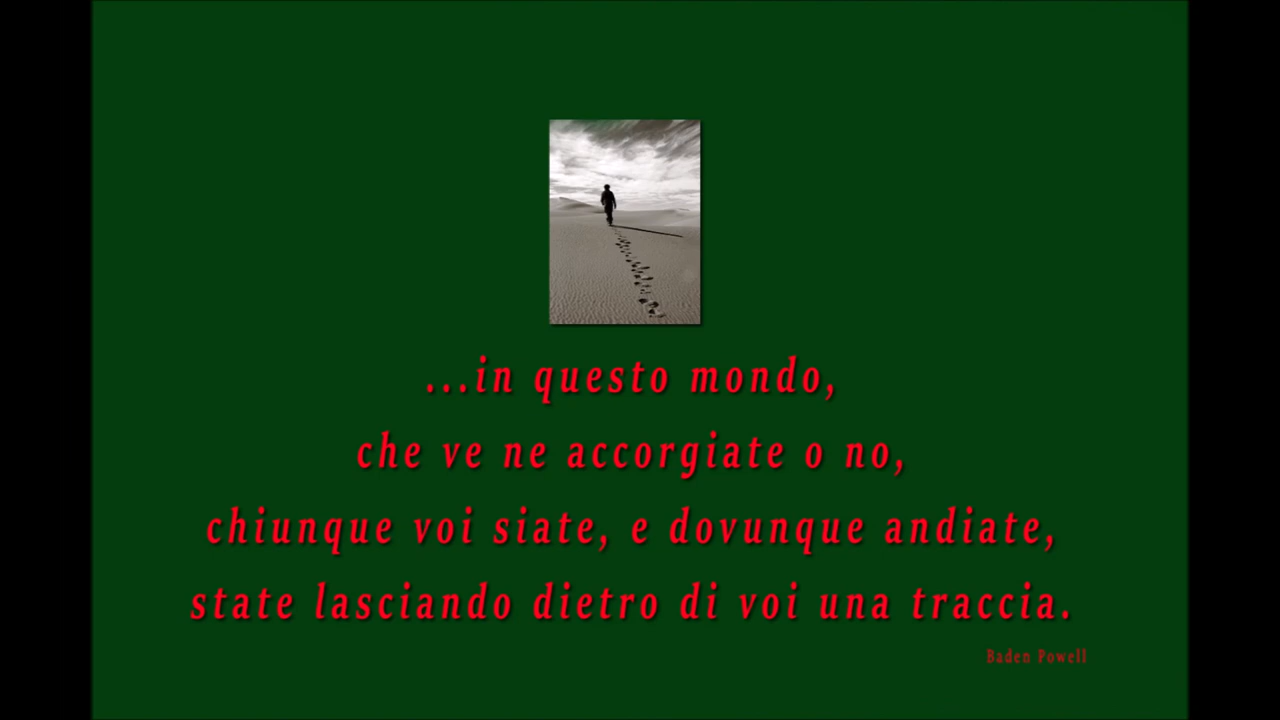 ...in questo mondo,
che ve ne accorgiate o no,
chiunque voi siate, e dovunque andiate,
state lasciando dietro di voi una traccia.
Baden Powell